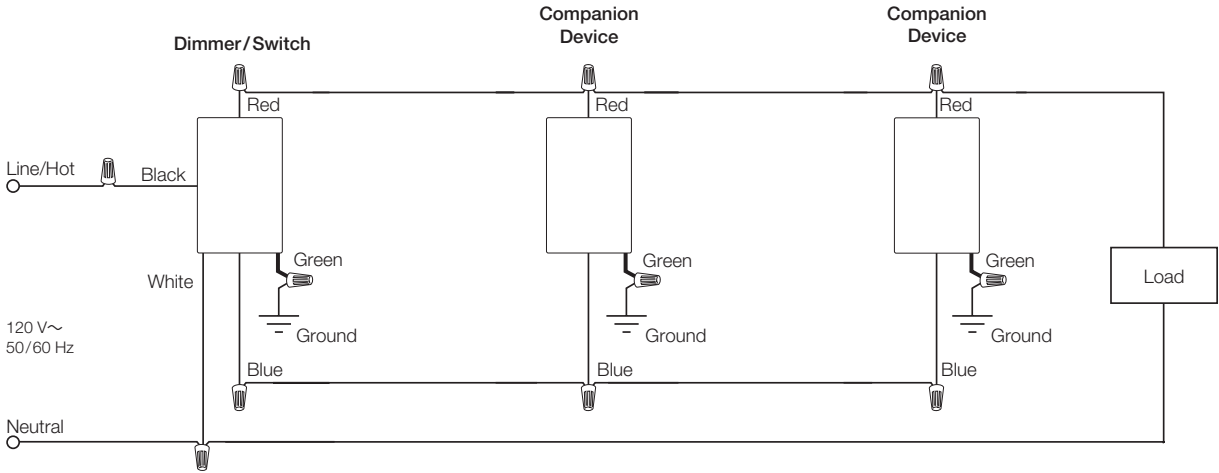 Companion
Device
Companion
Device
Dimmer/Switch
Red
Red
Red
Line/Hot
Black
Green
Green
Green
White
Load
120 V~
50/60 Hz
Ground
Ground
Ground
Blue
Blue
Blue
Neutral